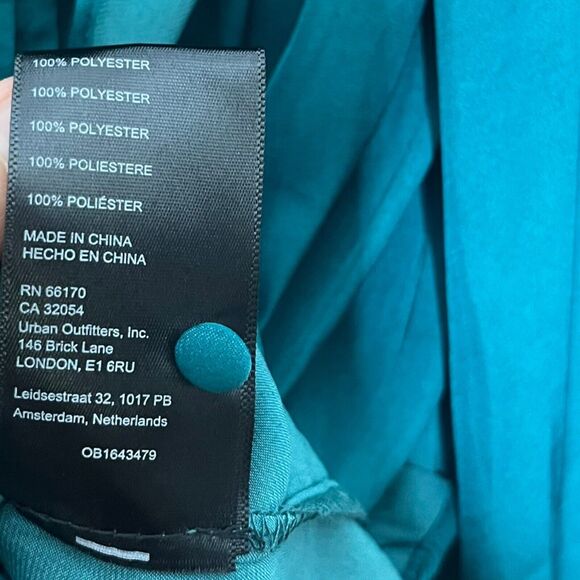 100% POLYESTER
100% POLYESTER
100% POLYESTER
100% POLIESTERE
100% POLIÉSTER
MADE IN CHINA
HECHO EN CHINA
RN 66170
CA 32054
Urban Outfitters, Inc.
146 Brick Lane
LONDON, E1 6RU
Leidsestraat 32, 1017 PB
Amsterdam, Netherlands
OB1643479